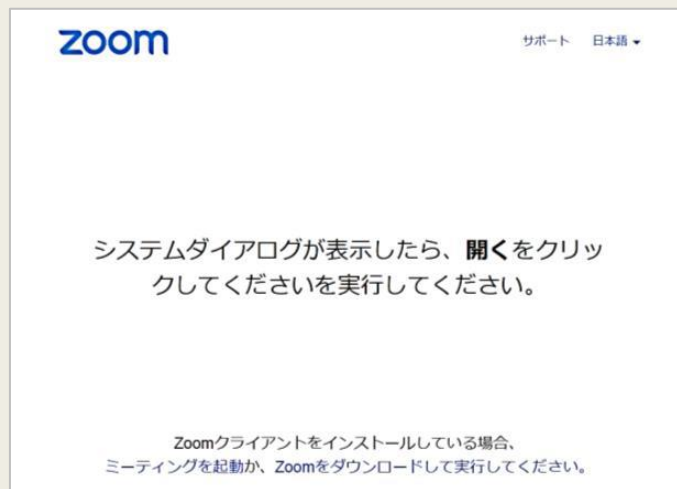 zoom
サポート 日本語
システムダイアログが表示したら、開くをクリッ
クしてくださいを実行してください。
Zoomクライアントをインストールしている場合、
ミーティングを起動か、Zoomをダウンロードして実行してください。